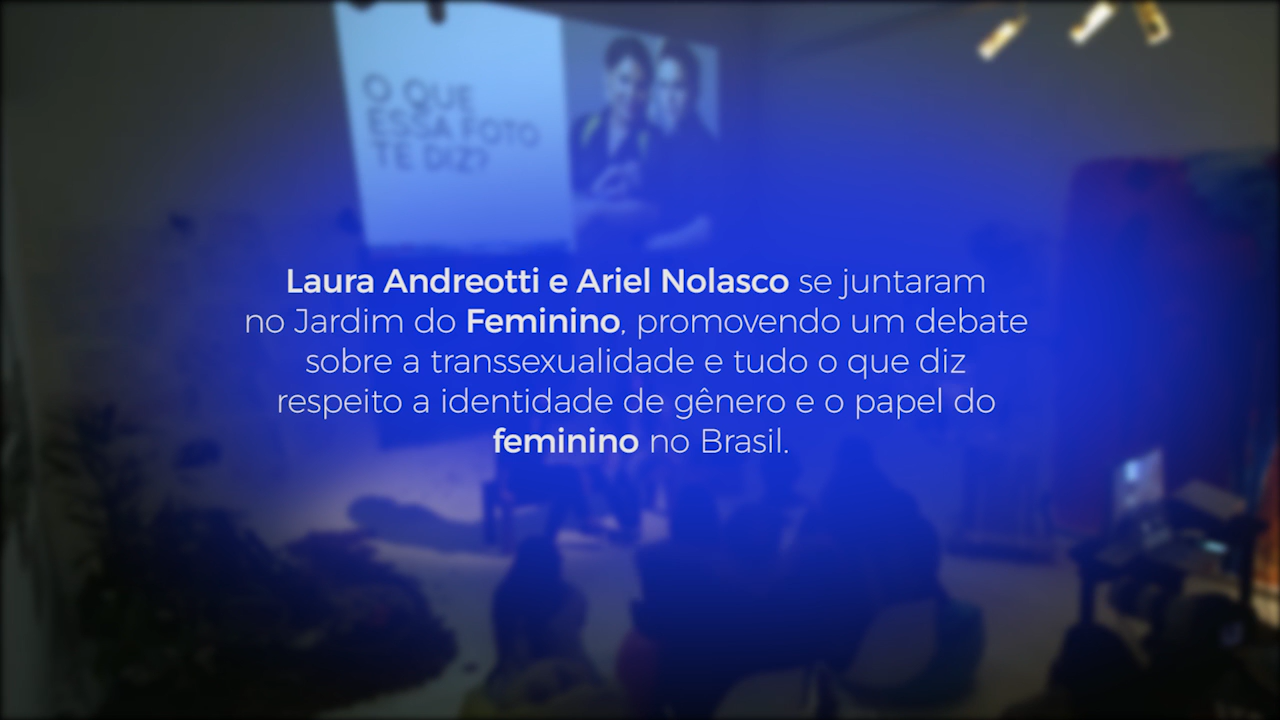 O QUE
ESSA FOTO
TE DIZ?
Laura Andreotti e Ariel Nolasco se juntaram
no Jardim do Feminino, promovendo um debate
sobre a transsexualidade e tudo o que diz
respeito a identidade de gênero e o papel do
feminino no Brasil.